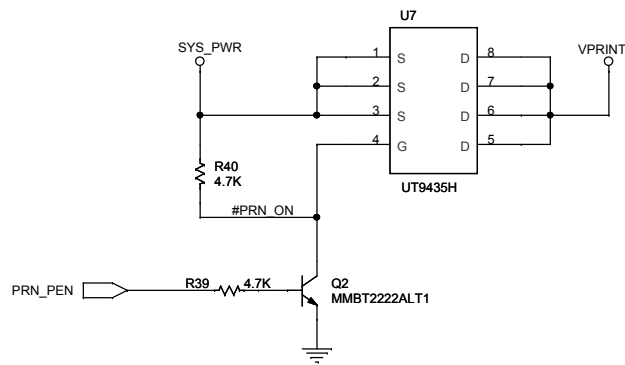 U7
SYS_PWR
VPRINT
1 S D 8
2 S D 7
3 S D 6
4 G D 5
R40
4.7K
UT9435H
#PRN_ON
R39 4.7K
Q2
PRN_PEN
MMBT2222ALT1